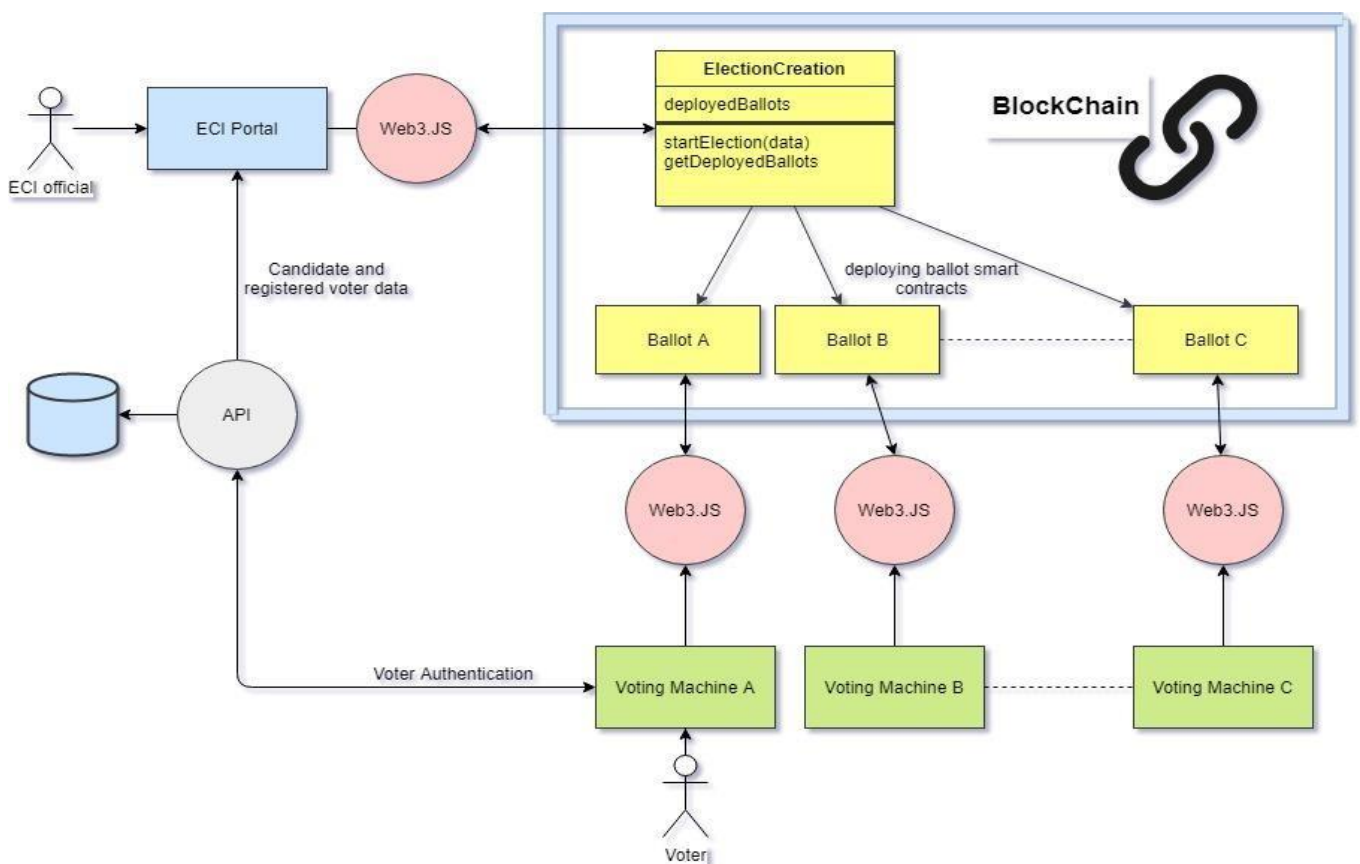 ElectionCreation
deployedBallots
startElection(data)
getDeployedBallots
BlockChain
ECI Portal
Web3.JS
ECI official
Candidate and
registered voter data
deploying ballot smart
contracts
Ballot A
Ballot B
Ballot C
API
Web3.JS
Web3.JS
Web3.JS
Voter Authentication
Voting Machine A
Voting Machine B
Voting Machine C
Voter